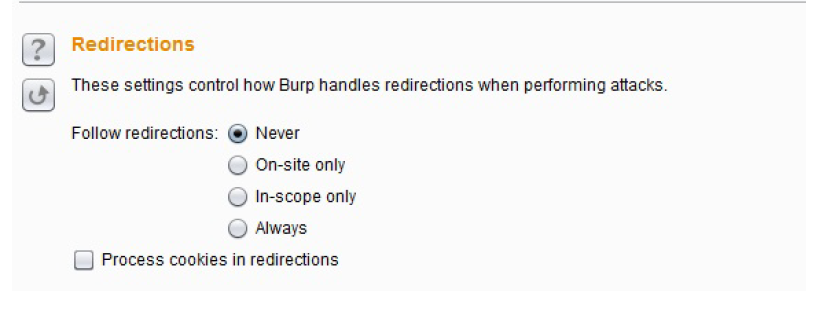 ?
Redirections
These settings control how Burp handles redirections when performing attacks.
Follow redirections: Never
On-site only
In-scope only
Always
Process cookies in redirections